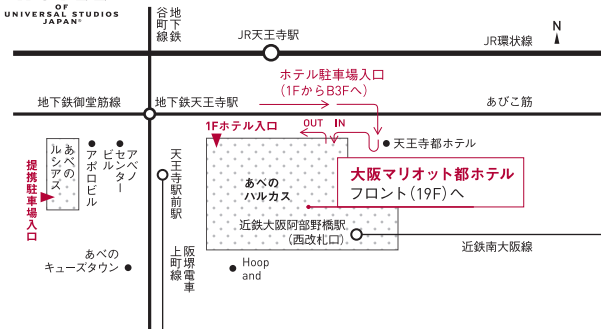 OF
UNIVERSAL STUDIOS
JAPAN®
地下鉄
谷町線
JR天王寺駅
JR環状線
N
ホテル駐車場入口
(1FからB3Fへ)
地下鉄御堂筋線
地下鉄天王寺駅
あびこ筋
1Fホテル入口
OUT
IN
天王寺都ホテル
提携駐車場入口
あべの
ルシアス
アポロビル
アベノ
センター
ビル
天王寺駅前駅
あべの
ハルカス
大阪マリオット都ホテル
フロント(19F)へ
近鉄大阪阿部野橋駅
(西改札口)
近鉄南大阪線
あべの
キューズタウン
阪堺電車
上町線
Hoop
and